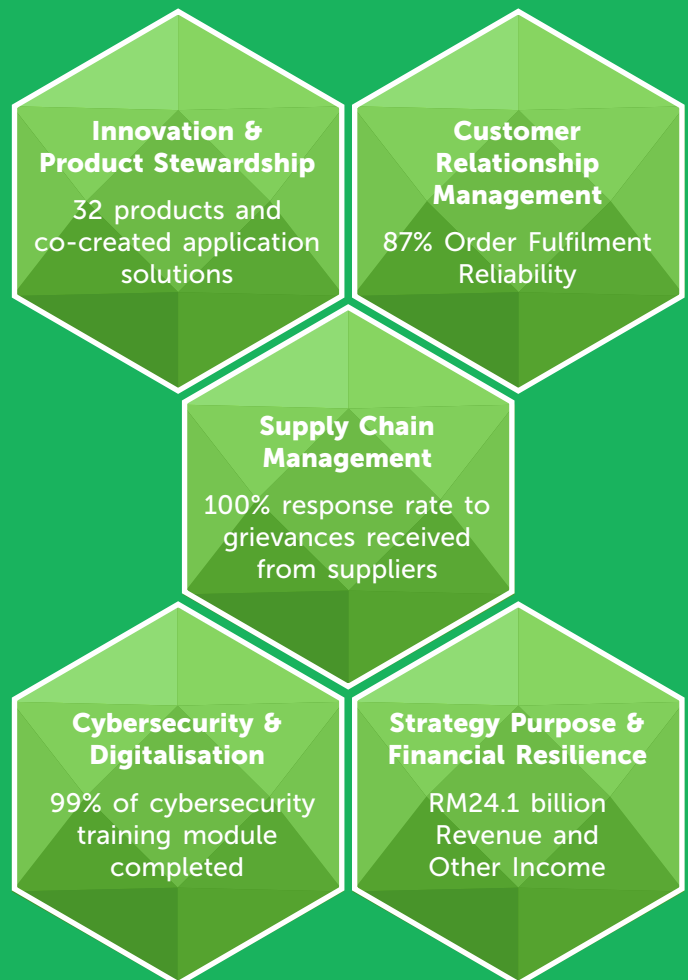 Innovation &
Product Stewardship
32 products and
co-created application
solutions
Customer
Relationship
Management
87% Order Fulfilment
Reliability
Supply Chain
Management
100% response rate to
grievances received
from suppliers
Cybersecurity &
Digitalisation
99% of cybersecurity
training module
completed
Strategy Purpose &
Financial Resilience
RM24.1 billion
Revenue and
Other Income